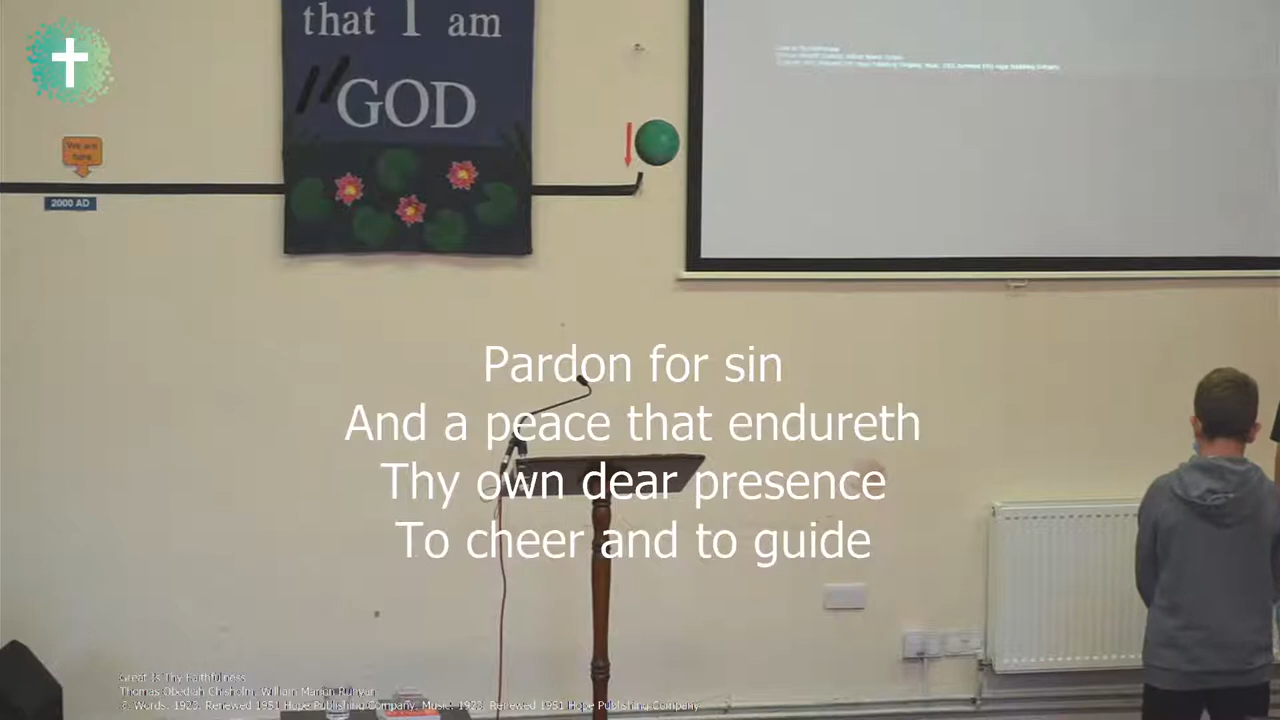 that I am
GOD
We are
here
2000 AD
Pardon for sin
And a peace that endureth
Thy own dear presence
To cheer and to guide
Great Is Thy Faithfulness
Thomas Obediah Chisholm, William Marion Runyan
Words: 1923. Renewed 1951 Hope Publishing Company. Music: 1923. Renewed 1951 Hope Publishing Company